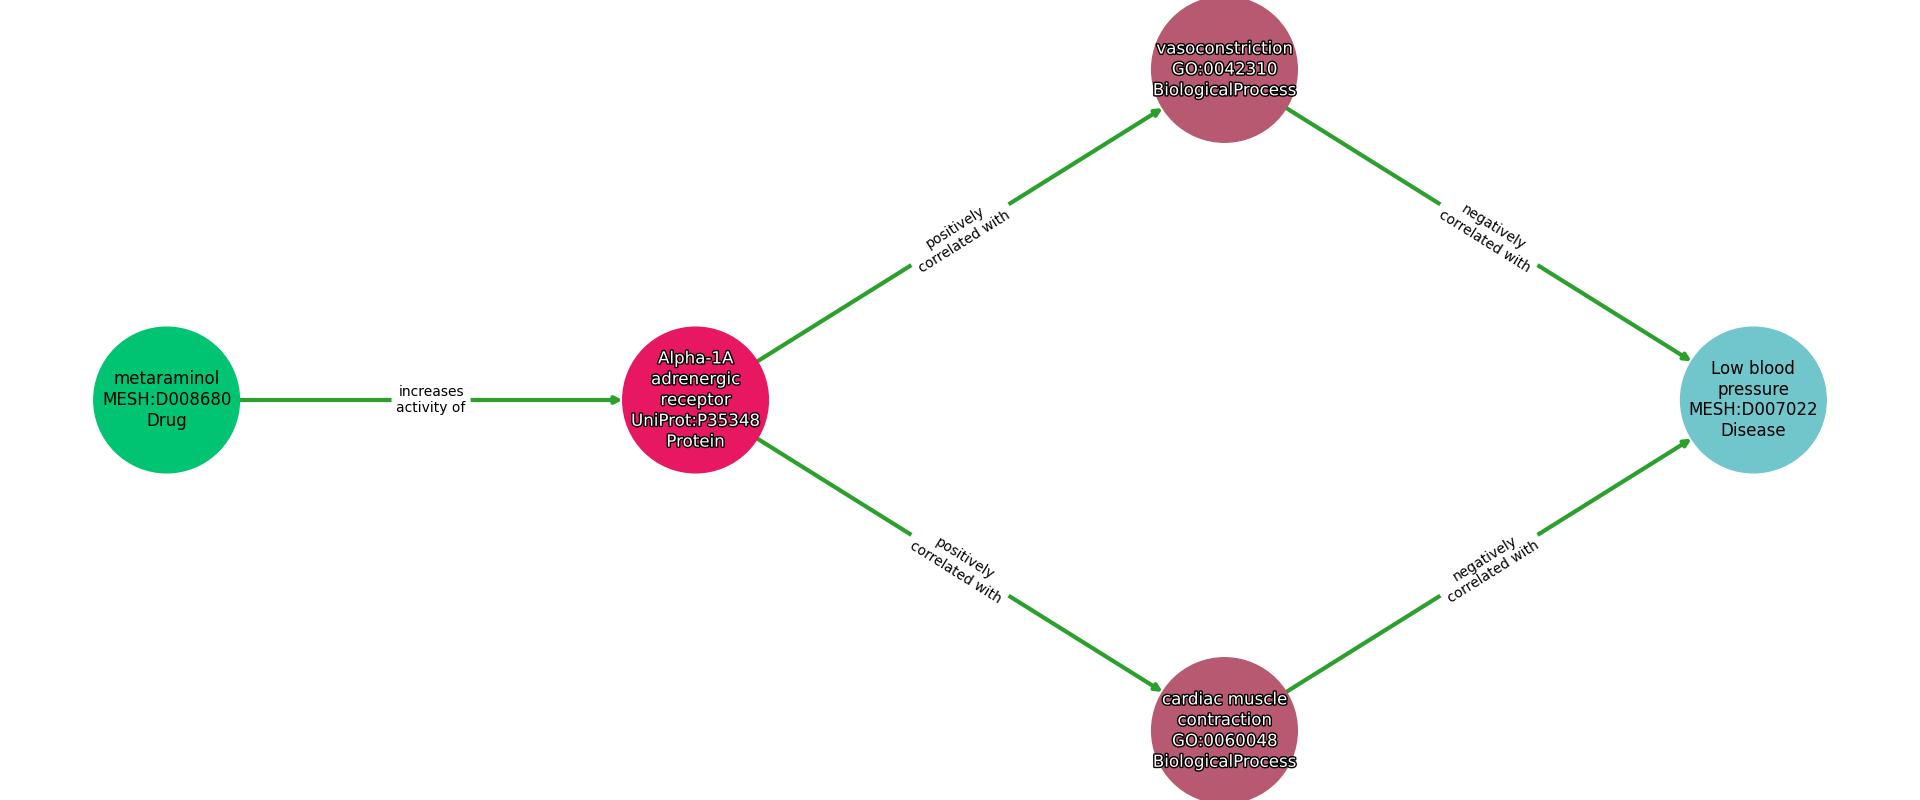 vasoconstriction
GO:0042310
BiologicalProcess
positively
correlated with
negatively
correlated with
metaraminol
MESH:D008680
Drug
increases
activity of
Alpha-1A
adrenergic
receptor
UniProt:P35348
Protein
Low blood
pressure
MESH:D007022
Disease
positively
correlated with
negatively
correlated with
cardiac muscle
contraction
GO:0060048
BiologicalProcess